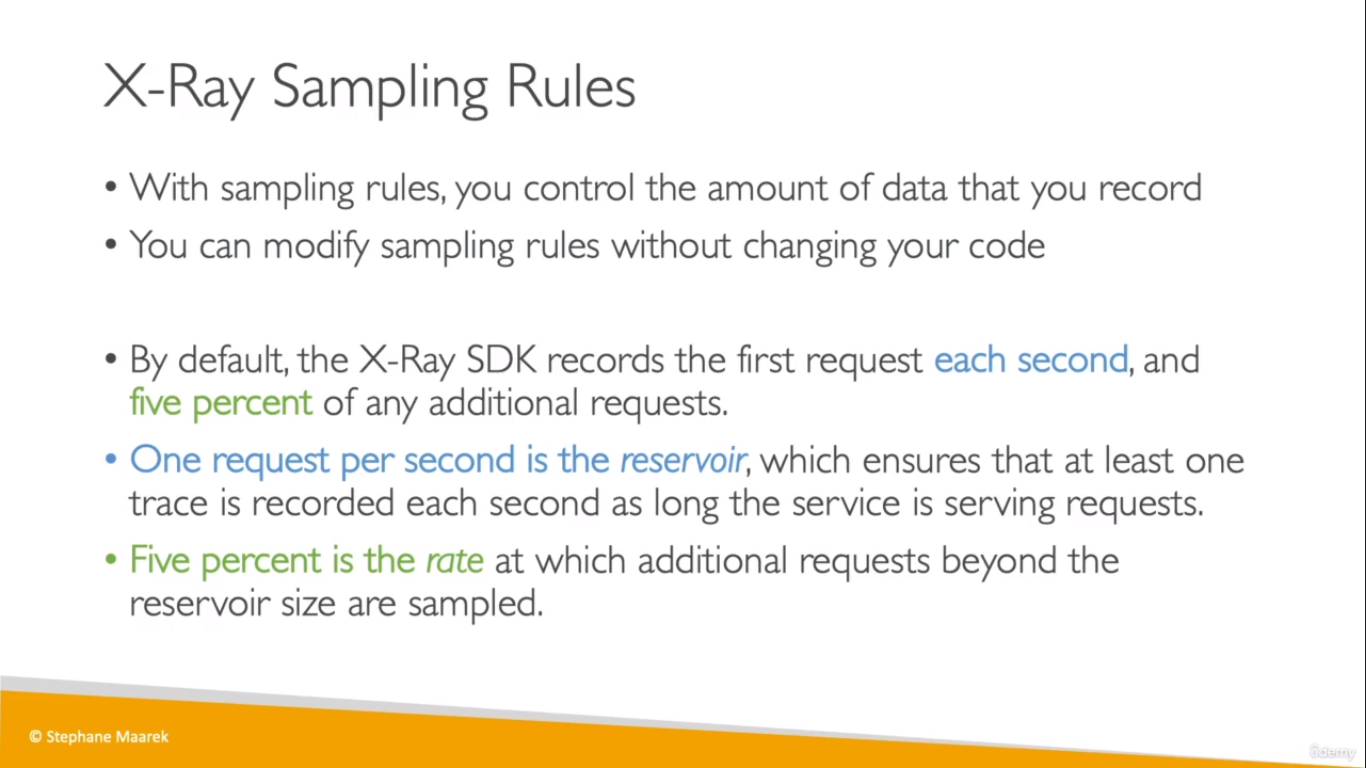 X-Ray Sampling Rules
• With sampling rules, you control the amount of data that you record
• You can modify sampling rules without changing your code
• By default, the X-Ray SDK records the first request each second, and
five percent of any additional requests.
• One request per second is the reservoir, which ensures that at least one
trace is recorded each second as long the service is serving requests.
• Five percent is the rate at which additional requests beyond the
reservoir size are sampled.
© Stephane Maarek
ûdemy